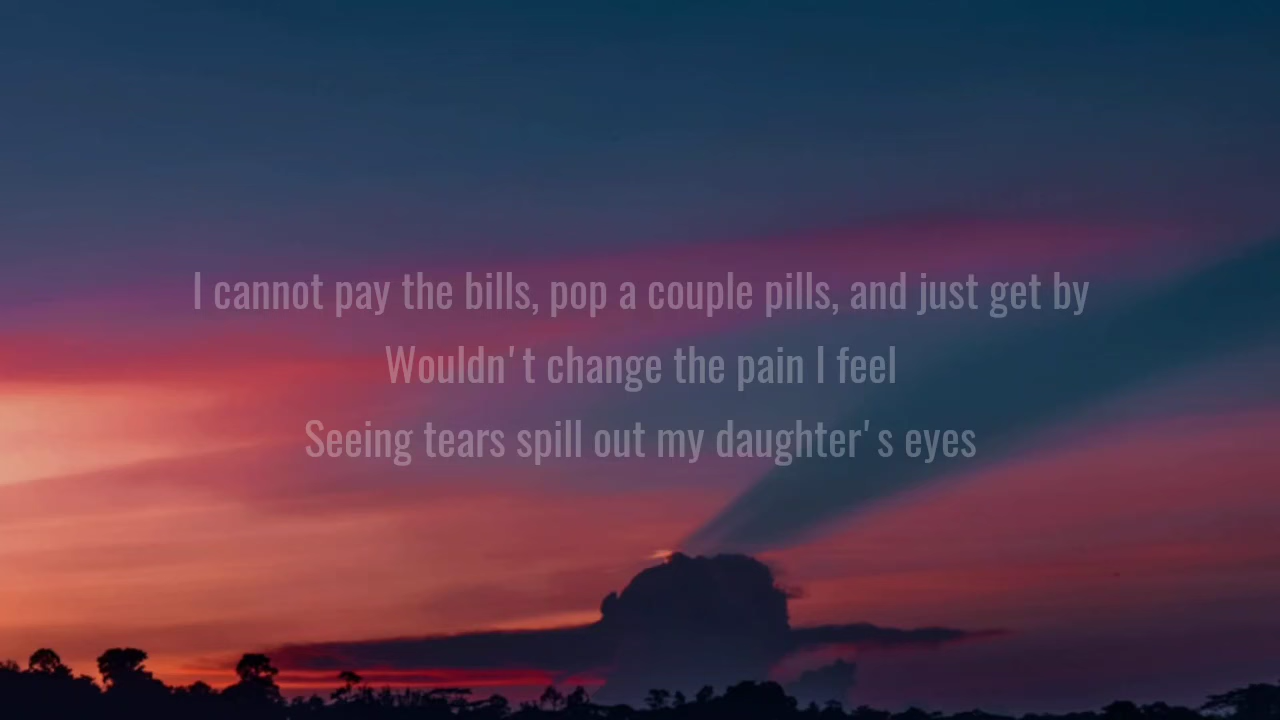 I cannot pay the bills, pop a couple pills, and just get by
Wouldn't change the pain I feel
Seeing tears spill out my daughter's eyes